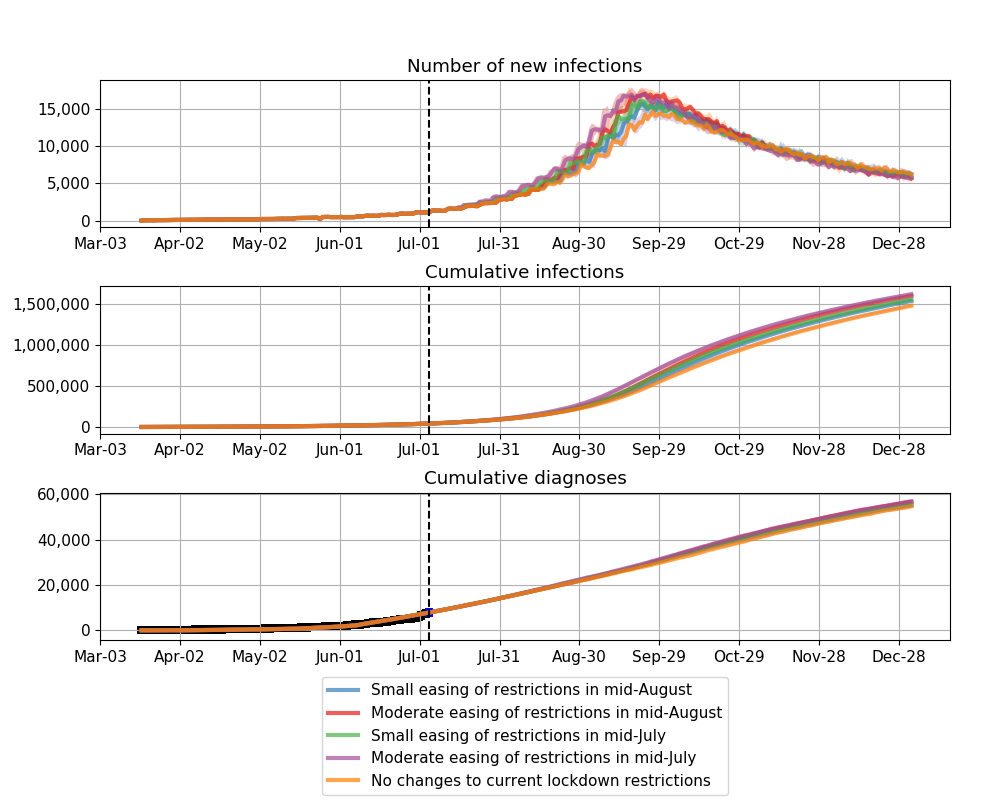 Number of new infections
15,000
10,000
5,000
0
Mar-03 Apr-02 May-02 Jun-01 Jul-01 Jul-31 Aug-30 Sep-29 Oct-29 Nov-28 Dec-28
Cumulative infections
1,500,000
1,000,000
500,000
0
Mar-03 Apr-02 May-02 Jun-01 Jul-01 Jul-31 Aug-30 Sep-29 Oct-29 Nov-28 Dec-28
Cumulative diagnoses
60,000
40,000
20,000
0
Mar-03 Apr-02 May-02 Jun-01 Jul-01 Jul-31 Aug-30 Sep-29 Oct-29 Nov-28 Dec-28
Small easing of restrictions in mid-August
Moderate easing of restrictions in mid-August
Small easing of restrictions in mid-July
Moderate easing of restrictions in mid-July
No changes to current lockdown restrictions